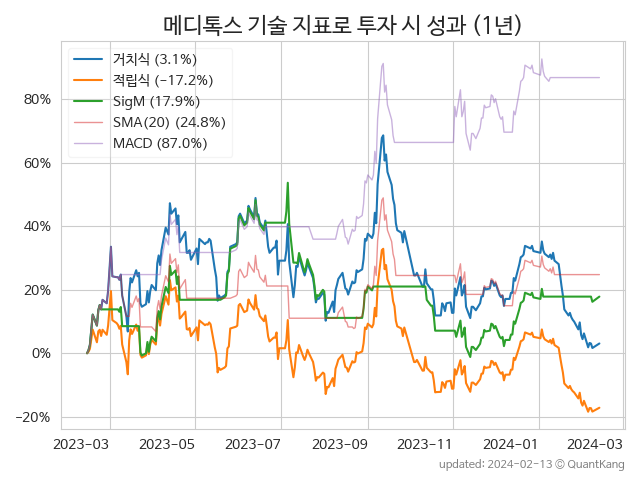 메디톡스 기술 지표로 투자 시 성과 (1년)
거치식 (3.1%)
적립식 (−17.2%)
SigM (17.9%)
SMA(20) (24.8%)
MACD (87.0%)
80%
60%
40%
20%
0%
−20%
2023-03 2023-05 2023-07 2023-09 2023-11 2024-01 2024-03
updated: 2024-02-13 © QuantKang